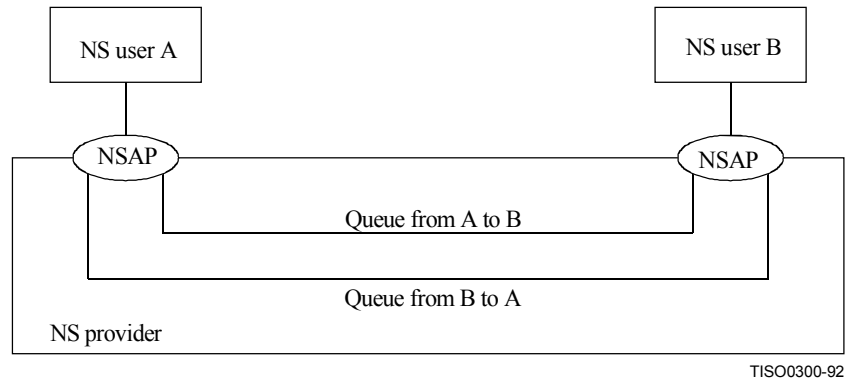 NS user A
NS user B
NSAP
NSAP
Queue from A to B
Queue from B to A
NS provider
TISO0300-92